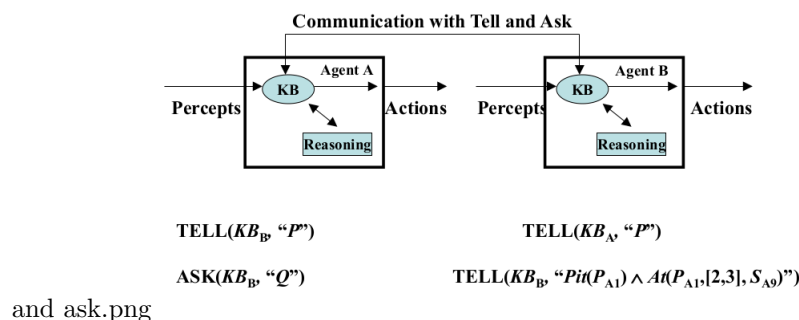 Communication with Tell and Ask
Agent A
Agent B
KB
KB
Percepts
Actions
Percepts
Actions
Reasoning
Reasoning
TELL(KB_B, “P”)
TELL(KB_A, “P”)
ASK(KB_B, “Q”)
TELL(KB_B, “Pit(P_A1) ∧ At(P_A1,[2,3], S_A9)”)
and ask.png